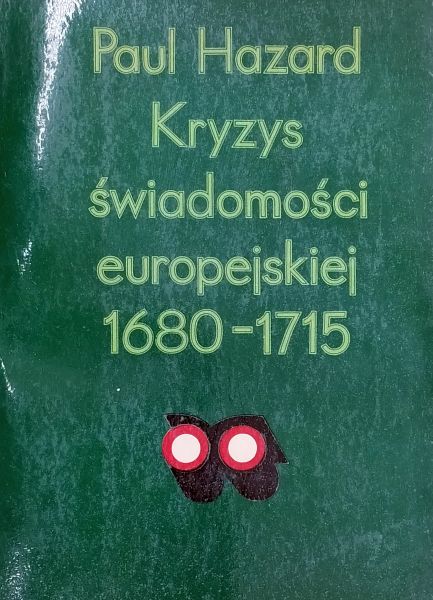 Paul Hazard
Kryzys
świadomości
europejskiej
1680-1715